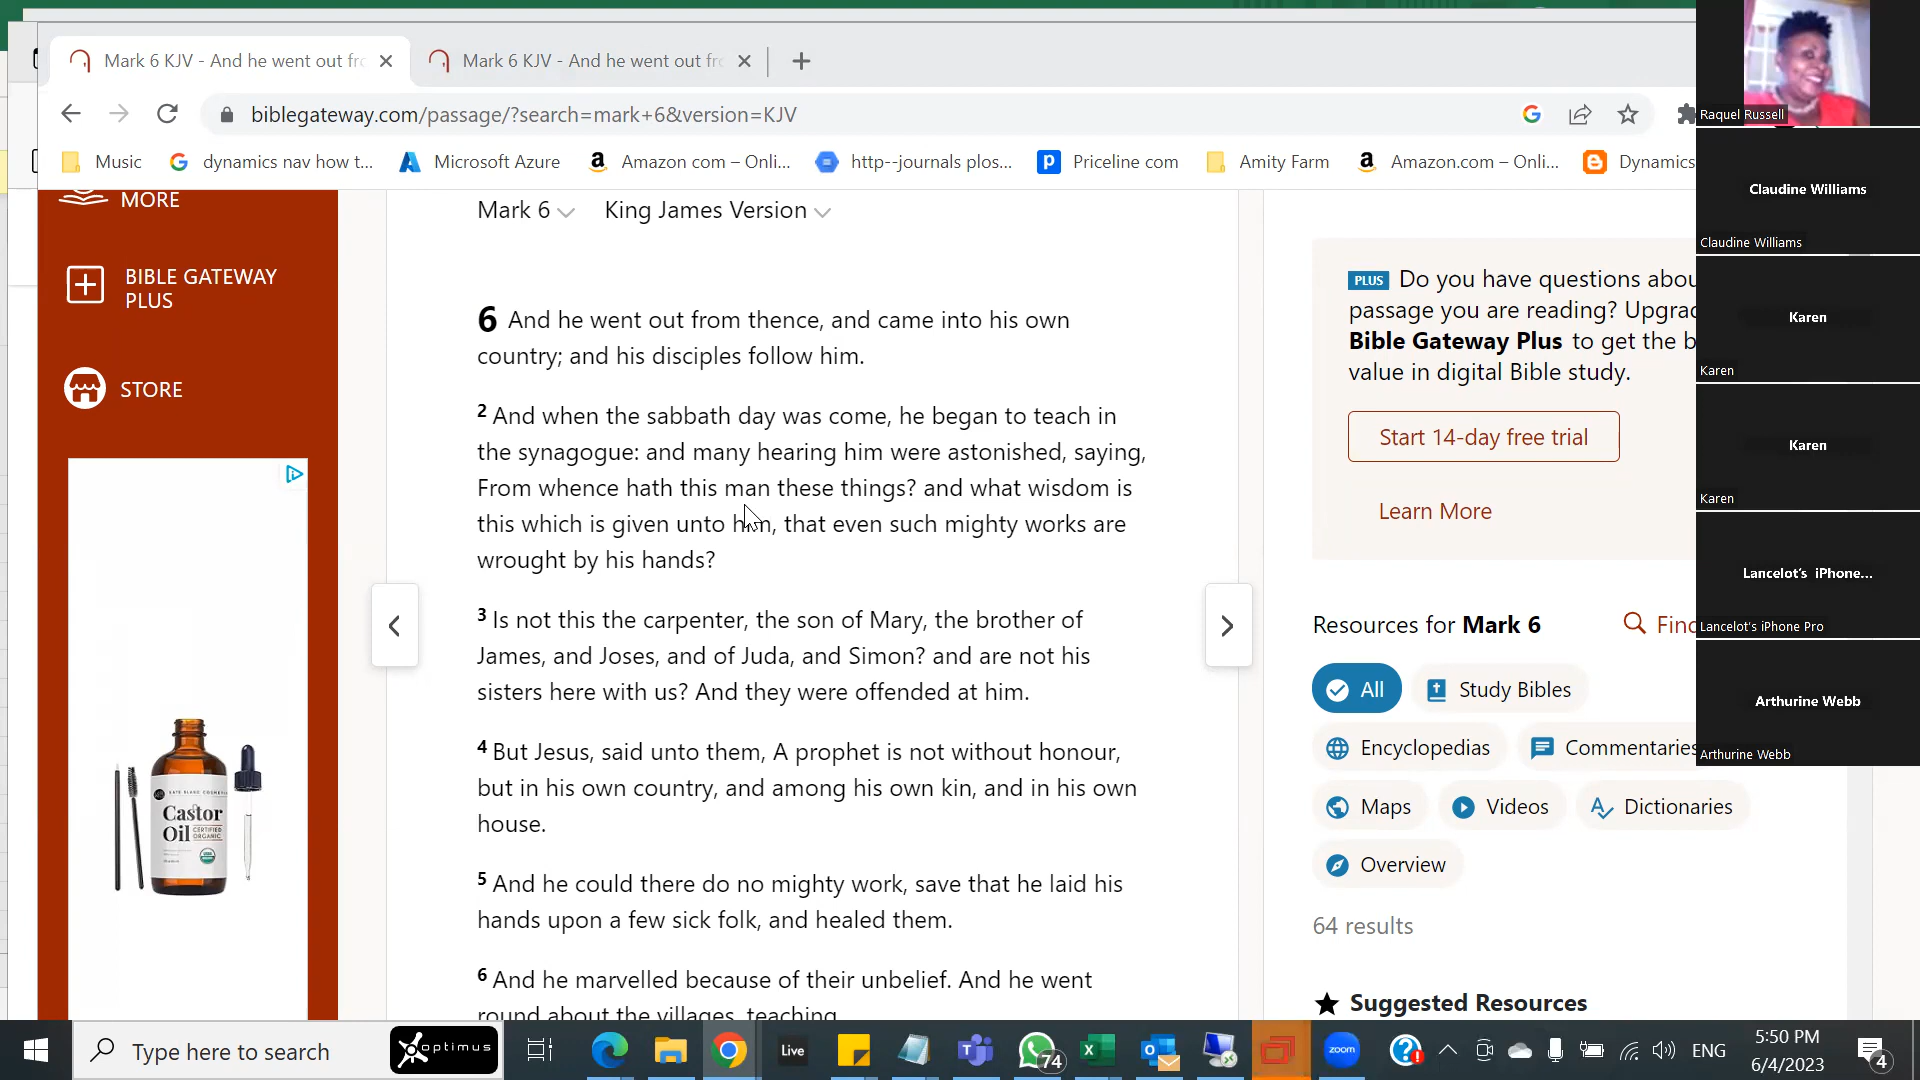 Mark 6 KJV - And he went out fr
Mark 6 KJV - And he went out fr
biblegateway.com/passage/?search=mark+6&version=KJV
Music
dynamics nav how t...
Microsoft Azure
Amazon com – Onli...
http--journals plos...
Priceline com
Amity Farm
Amazon.com – Onli...
Dynamics
MORE
BIBLE GATEWAY
PLUS
STORE
Castor
Oil
CERTIFIED
ORGANIC
Mark 6
King James Version
6 And he went out from thence, and came into his own
country; and his disciples follow him.
2 And when the sabbath day was come, he began to teach in
the synagogue: and many hearing him were astonished, saying,
From whence hath this man these things? and what wisdom is
this which is given unto him, that even such mighty works are
wrought by his hands?
3 Is not this the carpenter, the son of Mary, the brother of
James, and Joses, and of Juda, and Simon? and are not his
sisters here with us? And they were offended at him.
4 But Jesus, said unto them, A prophet is not without honour,
but in his own country, and among his own kin, and in his own
house.
5 And he could there do no mighty work, save that he laid his
hands upon a few sick folk, and healed them.
6 And he marvelled because of their unbelief. And he went
round about the villages, teaching.
PLUS Do you have questions abou
passage you are reading? Upgrad
Bible Gateway Plus to get the b
value in digital Bible study.
Start 14-day free trial
Learn More
Resources for Mark 6
Find
All
Study Bibles
Encyclopedias
Commentaries
Maps
Videos
Dictionaries
Overview
64 results
Suggested Resources
Raquel Russell
Claudine Williams
Claudine Williams
Karen
Karen
Karen
Karen
Lancelot's iPhone...
Lancelot's iPhone Pro
Arthurine Webb
Arthurine Webb
Type here to search
optimus
Live
74
zoom
ENG
5:50 PM
6/4/2023
4